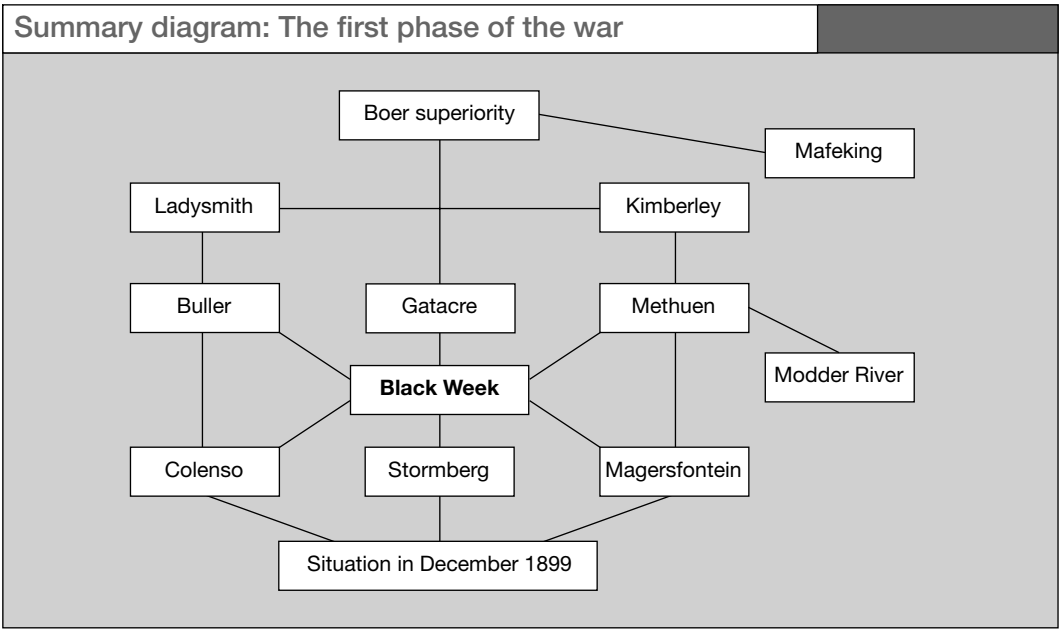 Summary diagram: The first phase of the war
Boer superiority
Mafeking
Ladysmith
Kimberley
Buller
Gatacre
Methuen
Modder River
Black Week
Colenso
Stormberg
Magersfontein
Situation in December 1899